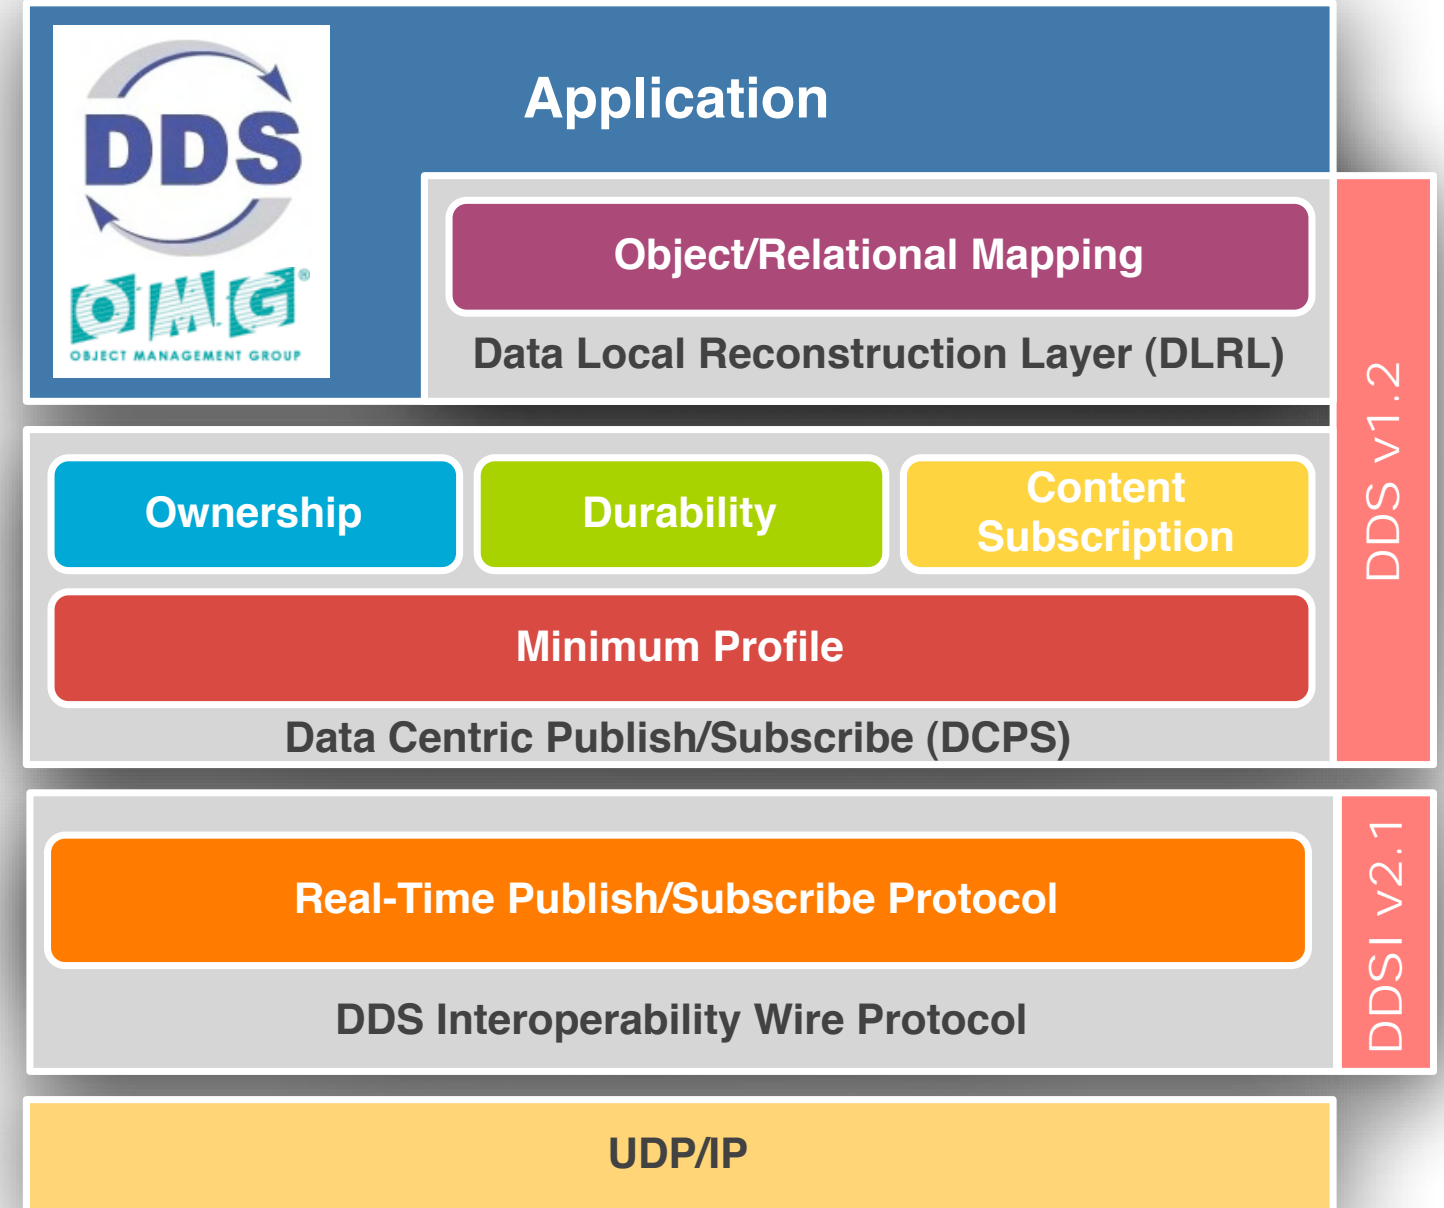 DDS
OMG®
OBJECT MANAGEMENT GROUP
Application
Object/Relational Mapping
Data Local Reconstruction Layer (DLRL)
DDS v1.2
Ownership
Durability
Content
Subscription
Minimum Profile
Data Centric Publish/Subscribe (DCPS)
Real-Time Publish/Subscribe Protocol
DDS Interoperability Wire Protocol
DDSI v2.1
UDP/IP